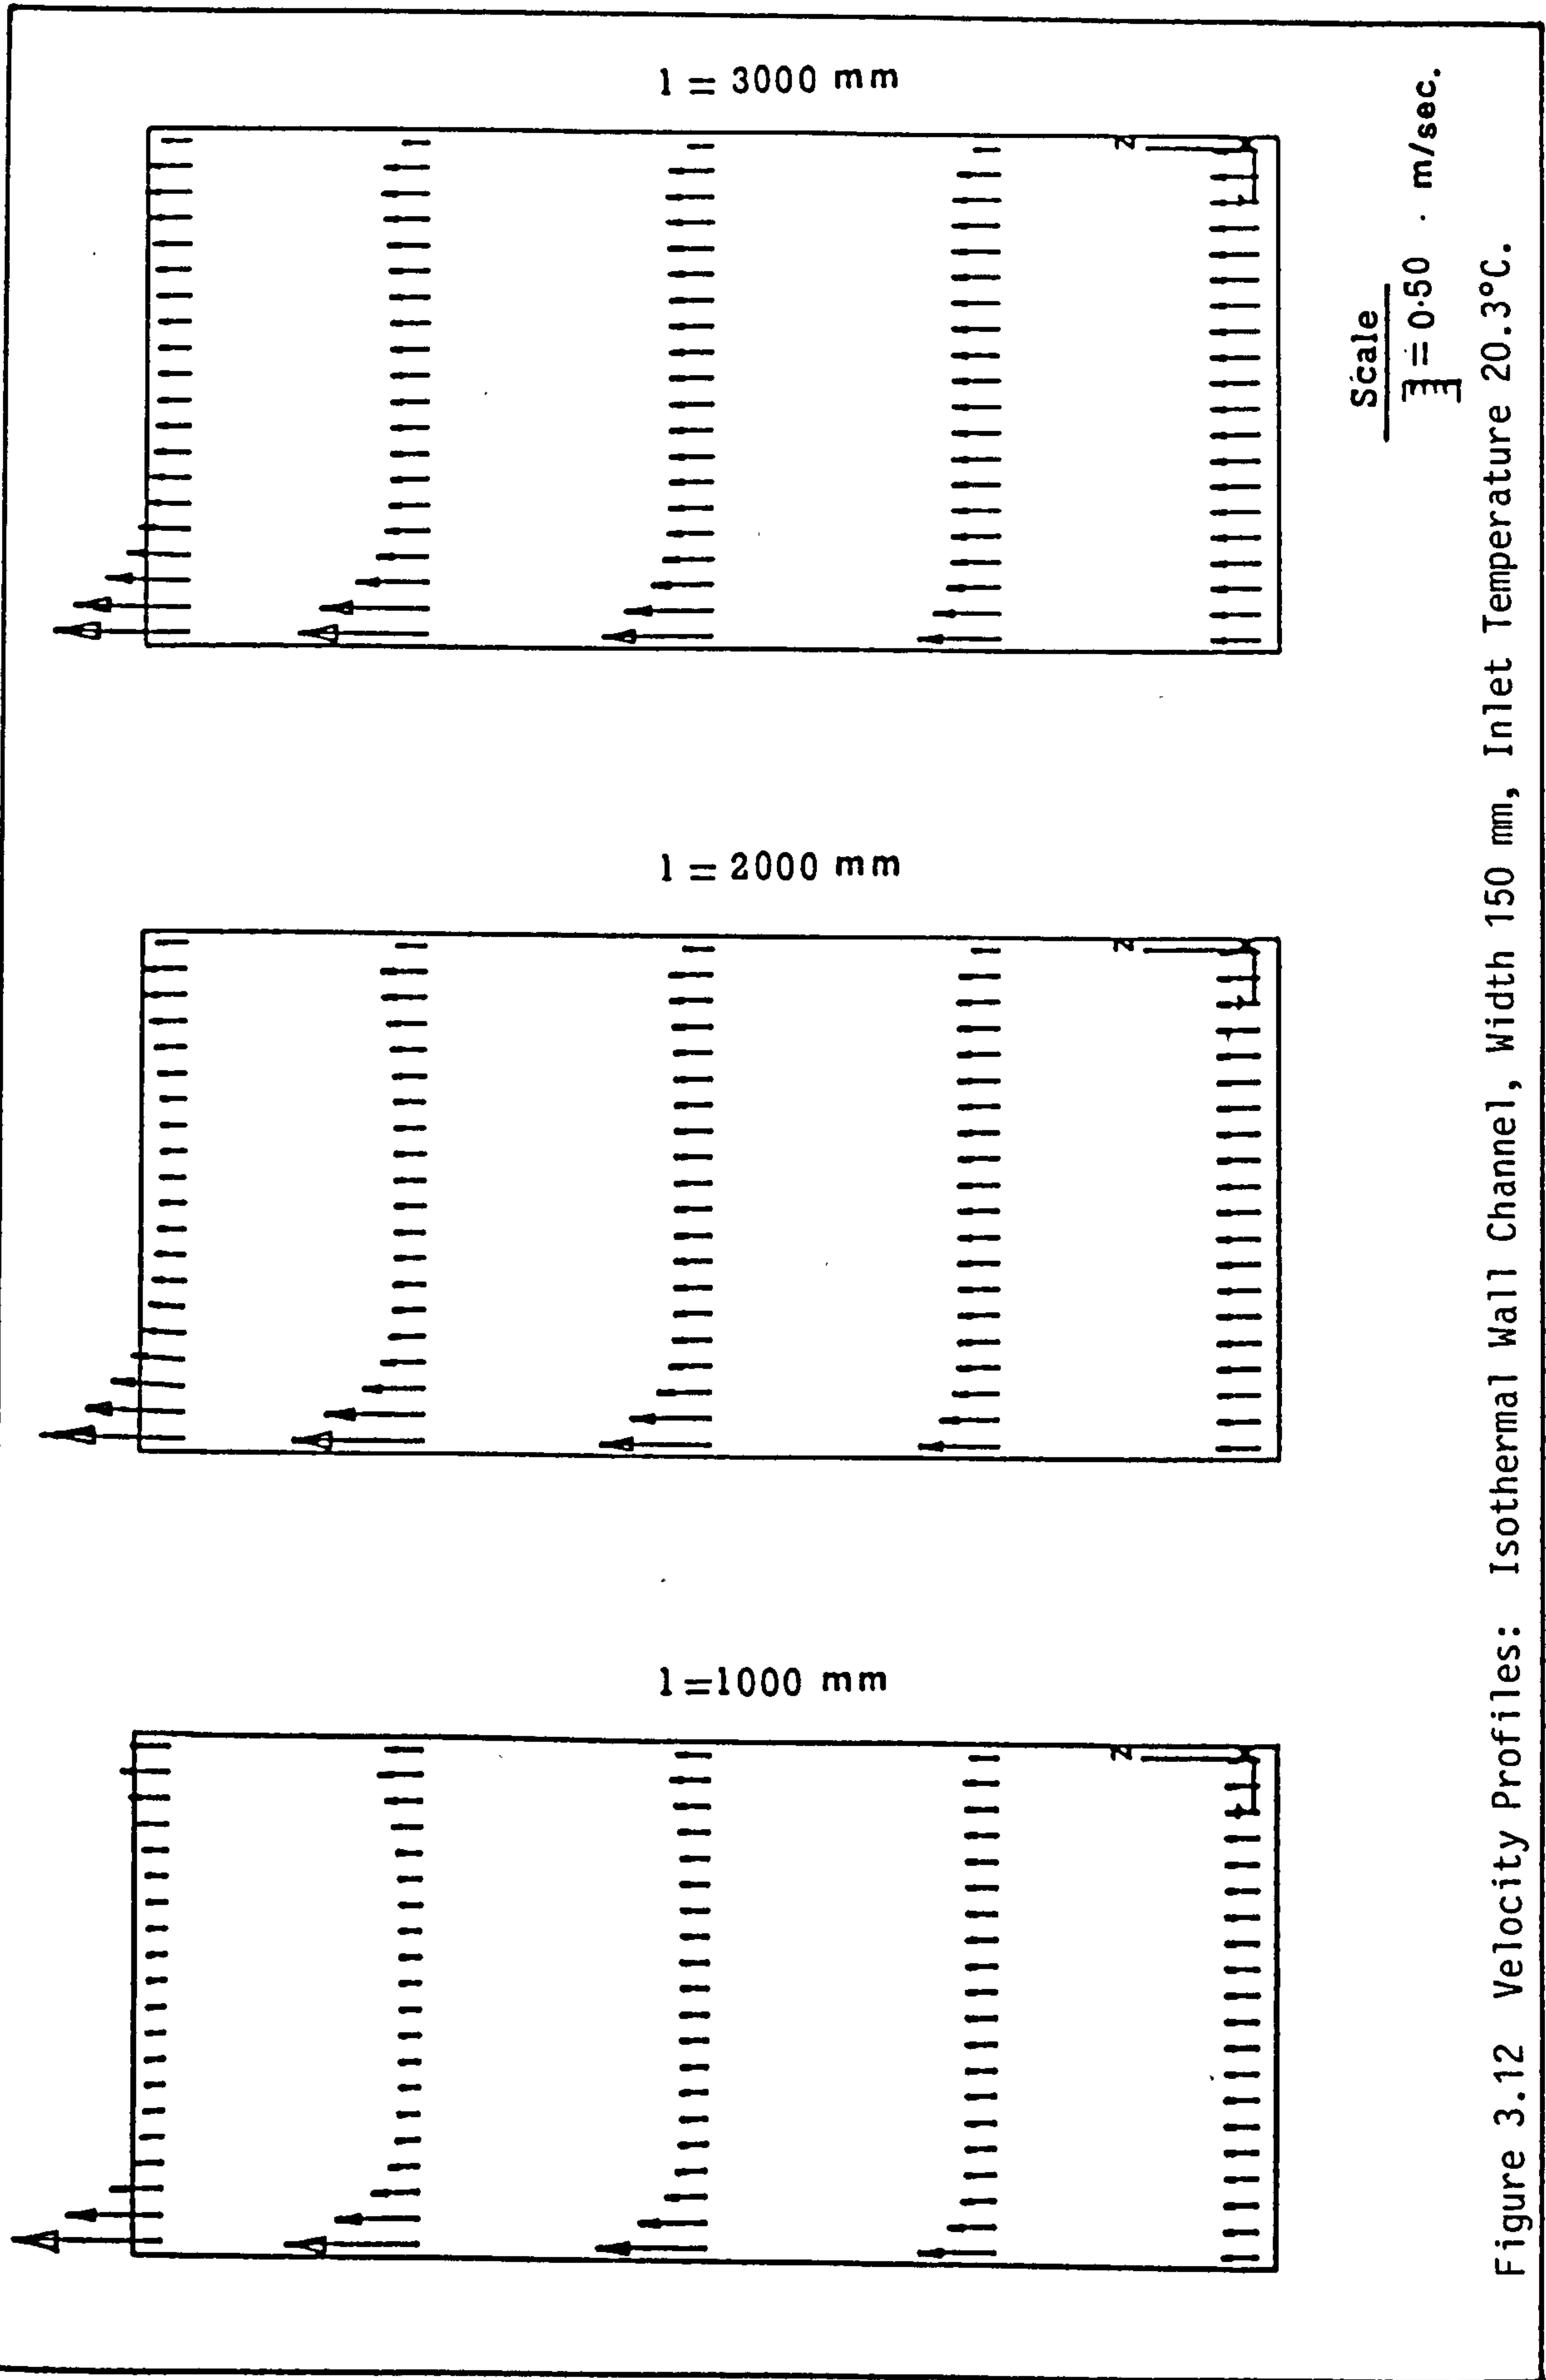 l = 1000 mm
l = 2000 mm
l = 3000 mm
Z
Z
Z
Scale
= 0·50 m/sec.
Figure 3.12 Velocity Profiles: Isothermal Wall Channel, Width 150 mm, Inlet Temperature 20.3°C.